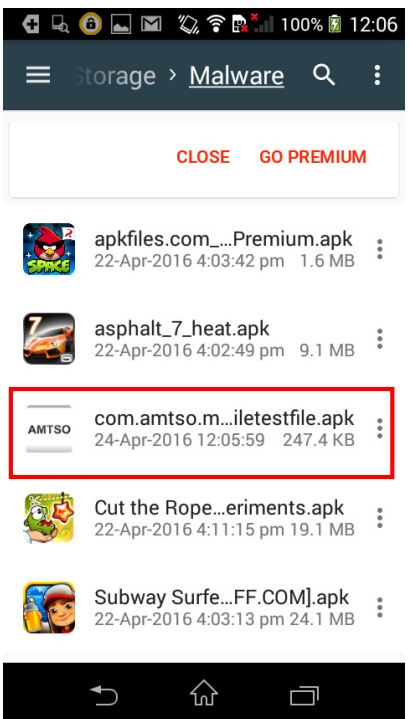 100% 12:06
Storage > Malware
CLOSE GO PREMIUM
SPACE
apkfiles.com_...Premium.apk
22-Apr-2016 4:03:42 pm 1.6 MB
7
asphalt_7_heat.apk
22-Apr-2016 4:02:49 pm 9.1 MB
AMTSO
com.amtso.m...iletestfile.apk
24-Apr-2016 12:05:59 247.4 KB
Cut the Rope...eriments.apk
22-Apr-2016 4:11:15 pm 19.1 MB
Subway Surfe...FF.COM].apk
22-Apr-2016 4:03:13 pm 24.1 MB